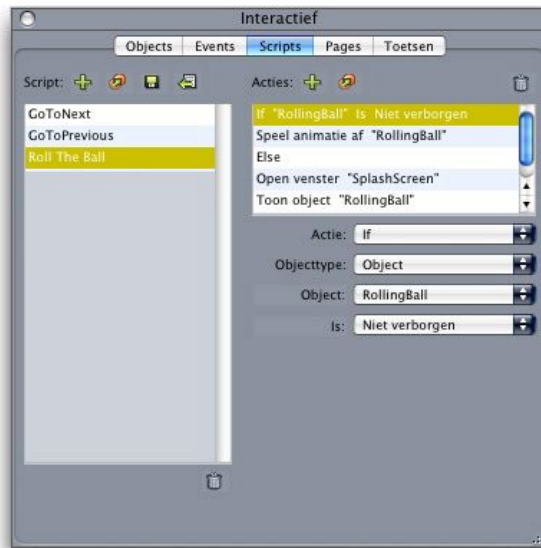 Interactief
Objects Events Scripts Pages Toetsen
Script:
GoToNext
GoToPrevious
Roll The Ball
Acties:
If "RollingBall" Is Niet verborgen
Speel animatie af "RollingBall"
Else
Open venster "SplashScreen"
Toon object "RollingBall"
Actie: If
Objecttype: Object
Object: RollingBall
Is: Niet verborgen